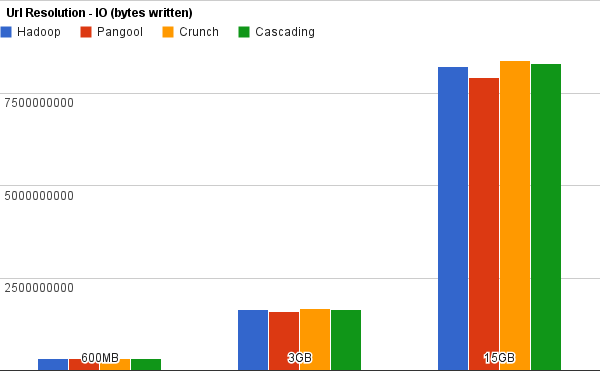 Url Resolution - IO (bytes written)
Hadoop Pangool Crunch Cascading
7500000000
5000000000
2500000000
600MB 3GB 15GB